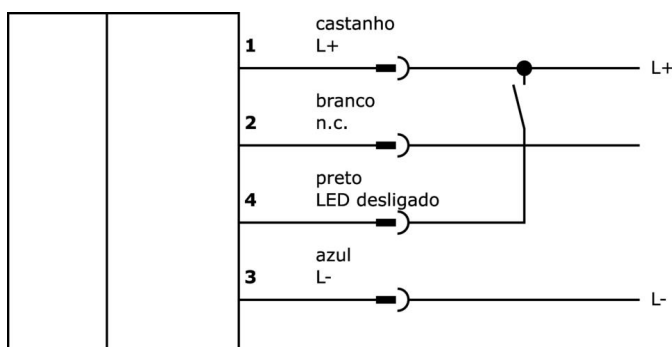 castanho
1 L+ L+
branco
2 n.c.
preto
4 LED desligado
azul
3 L- L-